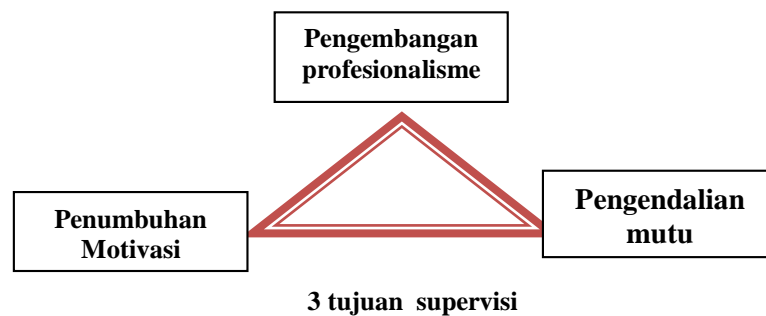 Pengembangan
profesionalisme
Penumbuhan
Motivasi
Pengendalian
mutu
3 tujuan supervisi